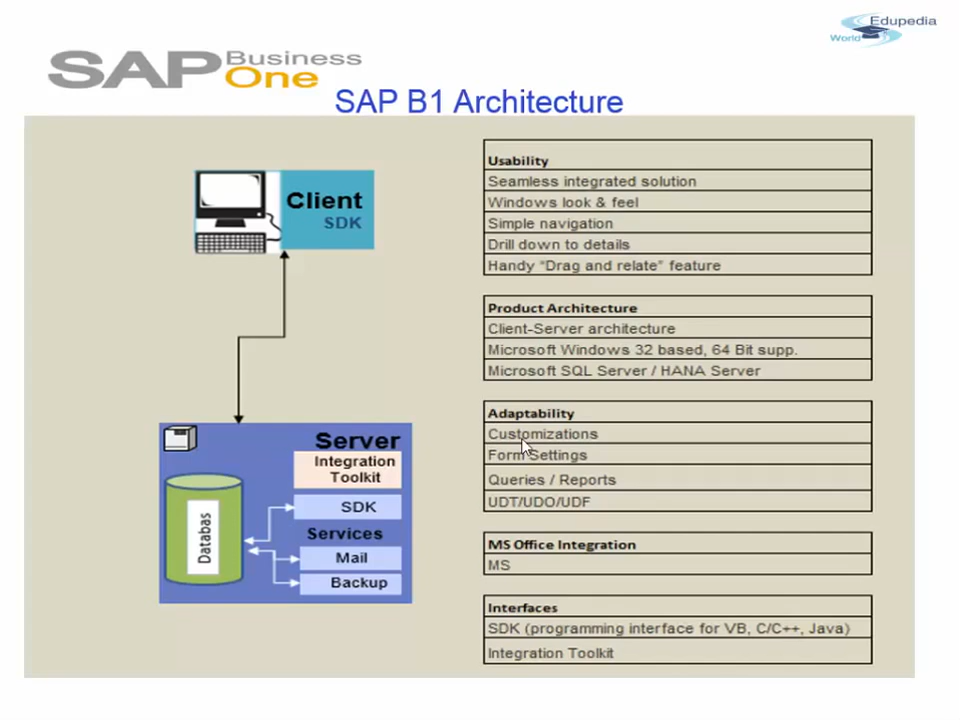 Edupedia
World
SAP Business
One
SAP B1 Architecture
Client
SDK
Server
Integration
Toolkit
SDK
Services
Mail
Backup
Databas
Usability
Seamless integrated solution
Windows look & feel
Simple navigation
Drill down to details
Handy “Drag and relate” feature
Product Architecture
Client-Server architecture
Microsoft Windows 32 based, 64 Bit supp.
Microsoft SQL Server / HANA Server
Adaptability
Customizations
Form Settings
Queries / Reports
UDT/UDO/UDF
MS Office Integration
MS
Interfaces
SDK (programming interface for VB, C/C++, Java)
Integration Toolkit